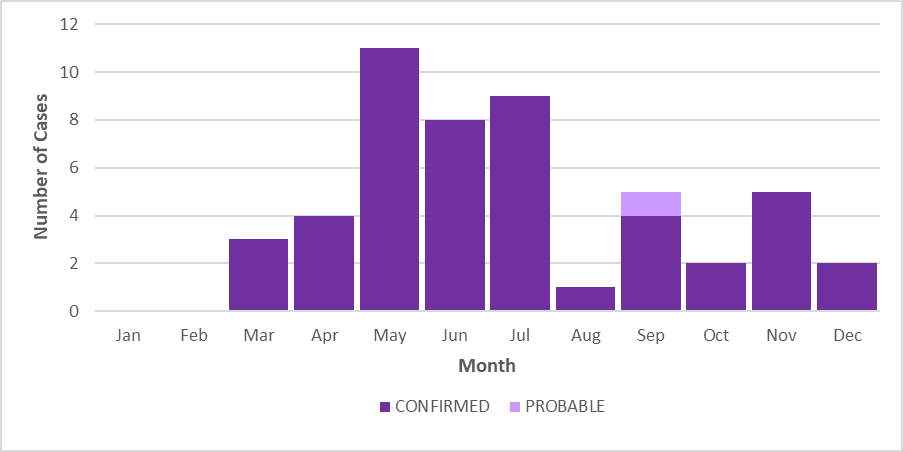 Number of Cases
12
10
8
6
4
2
0
Jan Feb Mar Apr May Jun Jul Aug Sep Oct Nov Dec
Month
CONFIRMED PROBABLE